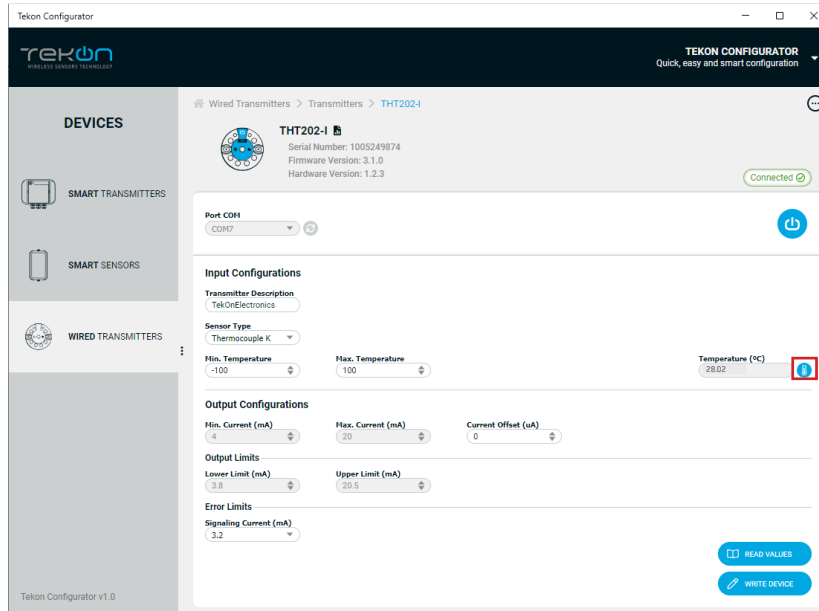 Tekon Configurator
TEKON
WIRELESS SENSORS TECHNOLOGY
TEKON CONFIGURATOR
Quick, easy and smart configuration
DEVICES
SMART TRANSMITTERS
SMART SENSORS
WIRED TRANSMITTERS
Tekon Configurator v1.0
Wired Transmitters > Transmitters > THT202-I
THT202-I
Serial Number: 1005249874
Firmware Version: 3.1.0
Hardware Version: 1.2.3
Connected
Port COM
COM7
Input Configurations
Transmitter Description
TekOnElectronics
Sensor Type
Thermocouple K
Min. Temperature Max. Temperature Temperature (ºC)
-100 100 28.02
Output Configurations
Min. Current (mA) Max. Current (mA) Current Offset (uA)
4 20 0
Output Limits
Lower Limit (mA) Upper Limit (mA)
3.8 20.5
Error Limits
Signaling Current (mA)
3.2
READ VALUES
WRITE DEVICE